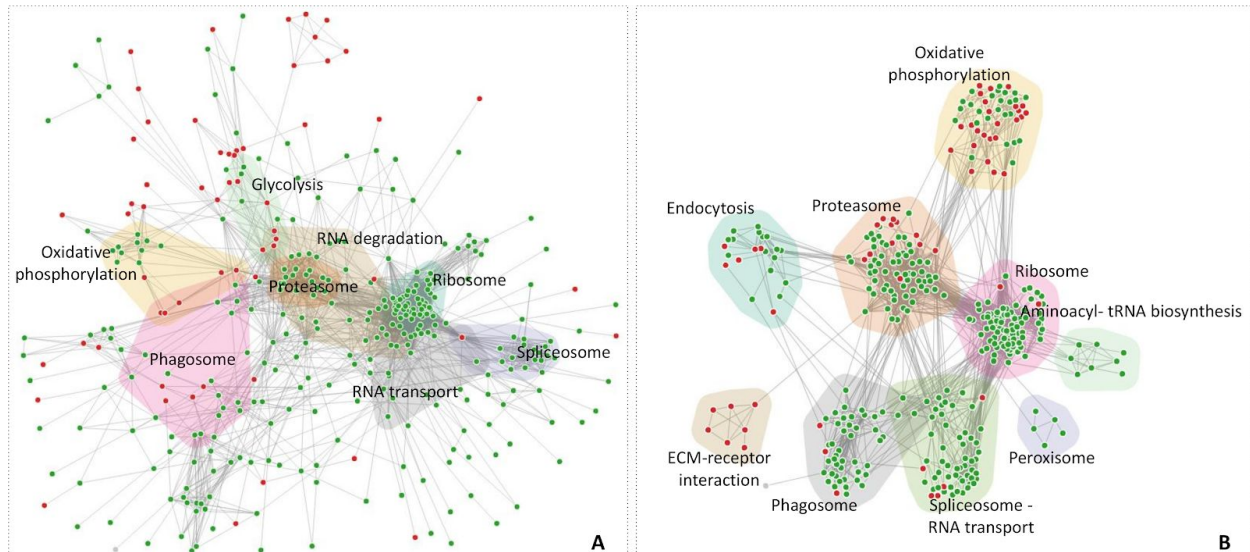 Glycolysis
RNA degradation
Oxidative
phosphorylation
Proteasome
Ribosome
Phagosome
Spliceosome
RNA transport
A
Oxidative
phosphorylation
Endocytosis
Proteasome
Ribosome
Aminoacyl- tRNA biosynthesis
ECM-receptor
interaction
Peroxisome
Phagosome
Spliceosome -
RNA transport
B